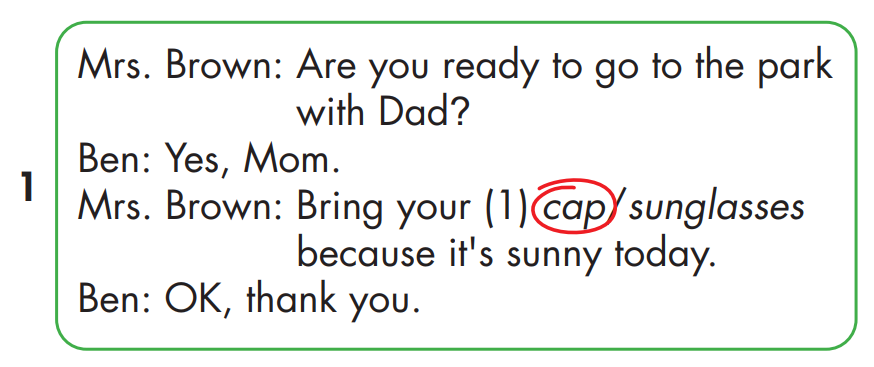 Mrs. Brown: Are you ready to go to the park
with Dad?
Ben: Yes, Mom.
1
Mrs. Brown: Bring your (1) cap/sunglasses
because it's sunny today.
Ben: OK, thank you.